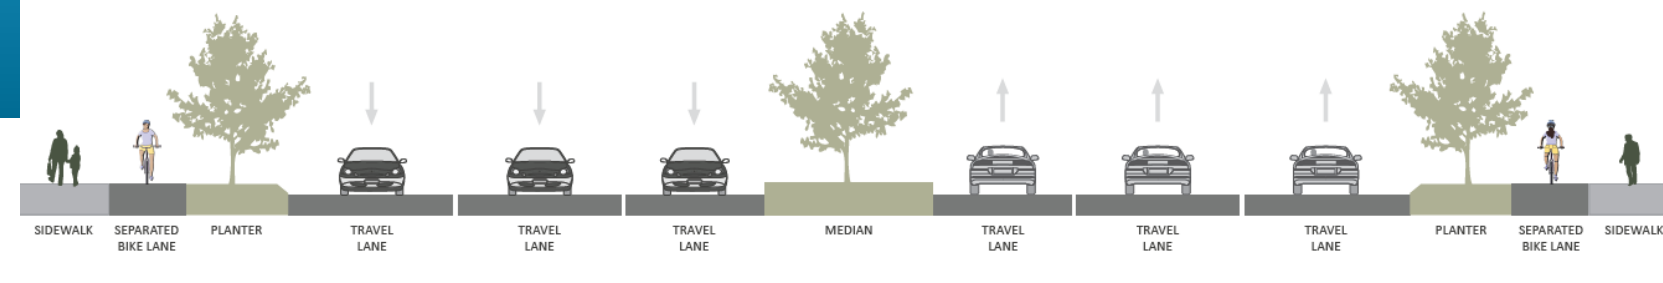 SIDEWALK
SEPARATED
BIKE LANE
PLANTER
TRAVEL
LANE
TRAVEL
LANE
TRAVEL
LANE
MEDIAN
TRAVEL
LANE
TRAVEL
LANE
TRAVEL
LANE
PLANTER
SEPARATED
BIKE LANE
SIDEWALK